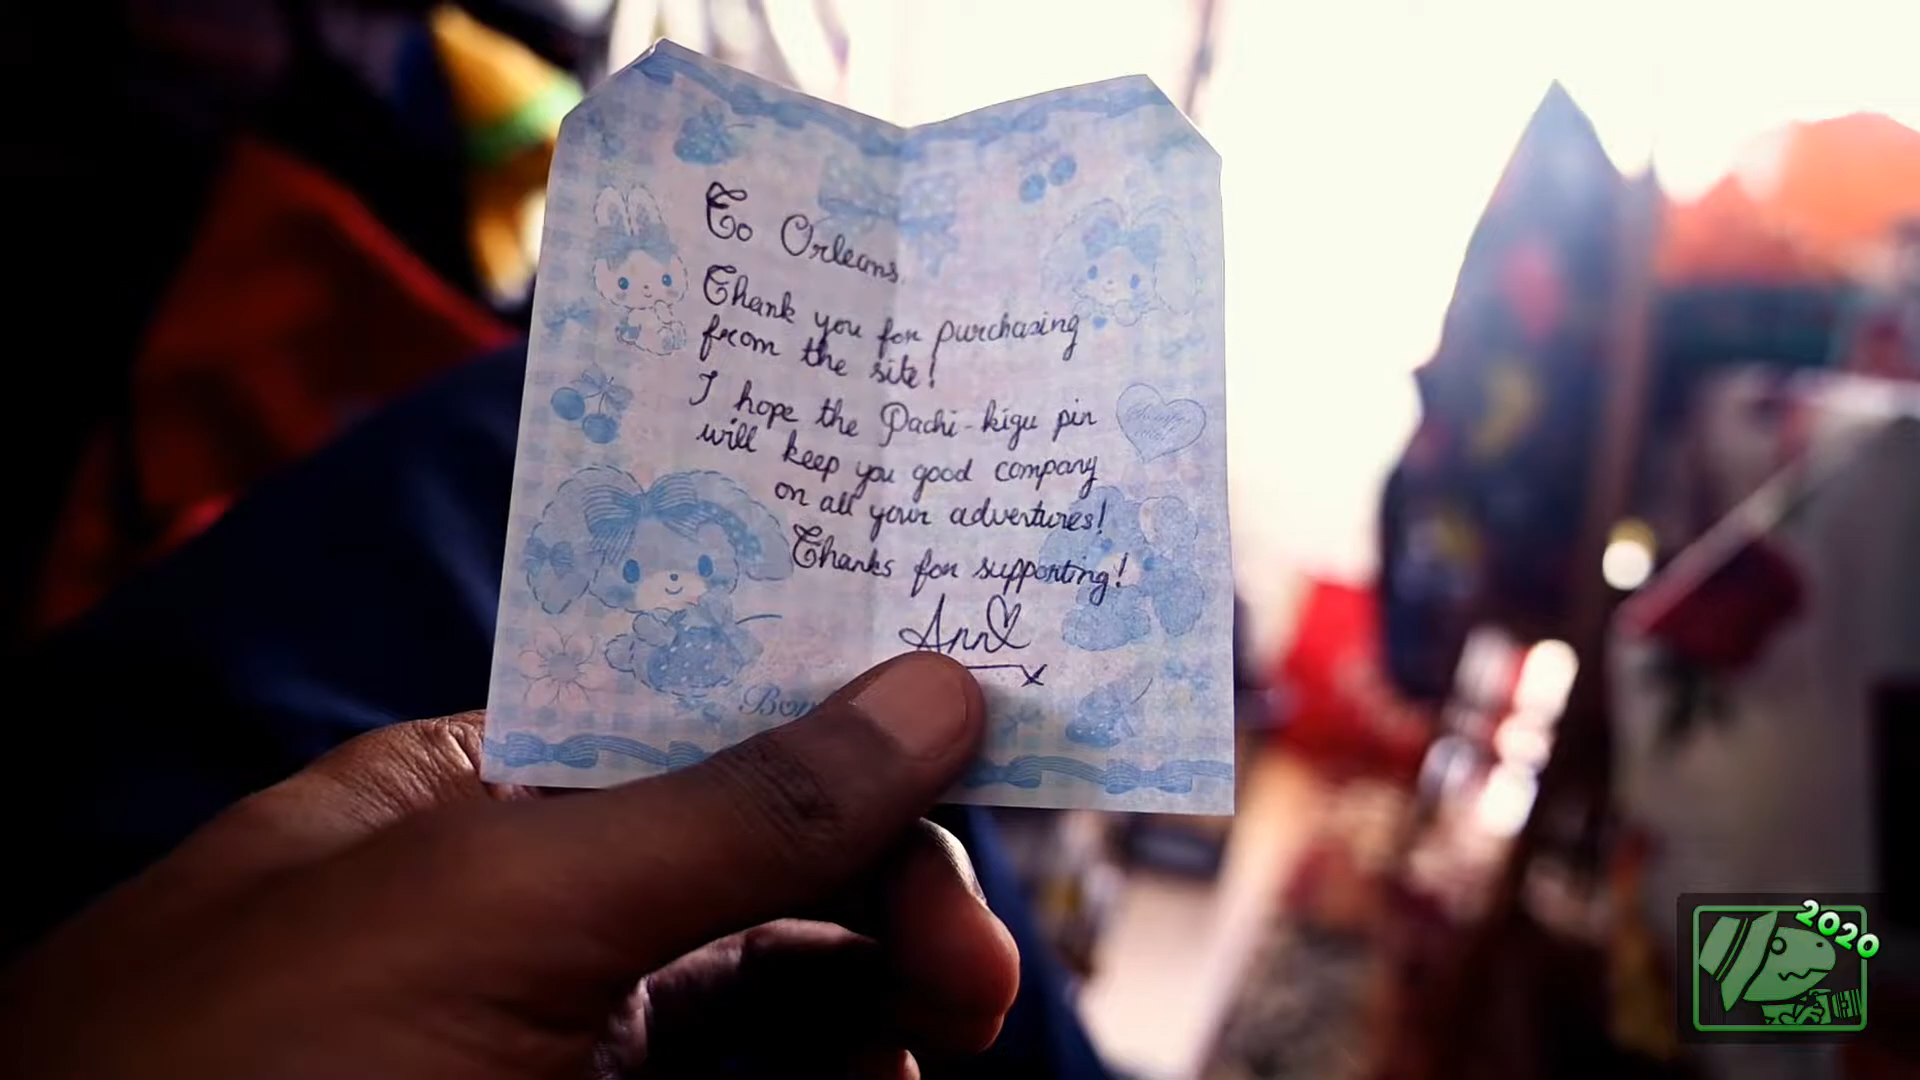 To Orleans,
Thank you for purchasing
from the site!
I hope the Pachi-kigu pin
will keep you good company
on all your adventures!
Thanks for supporting!
Ann
x
2020